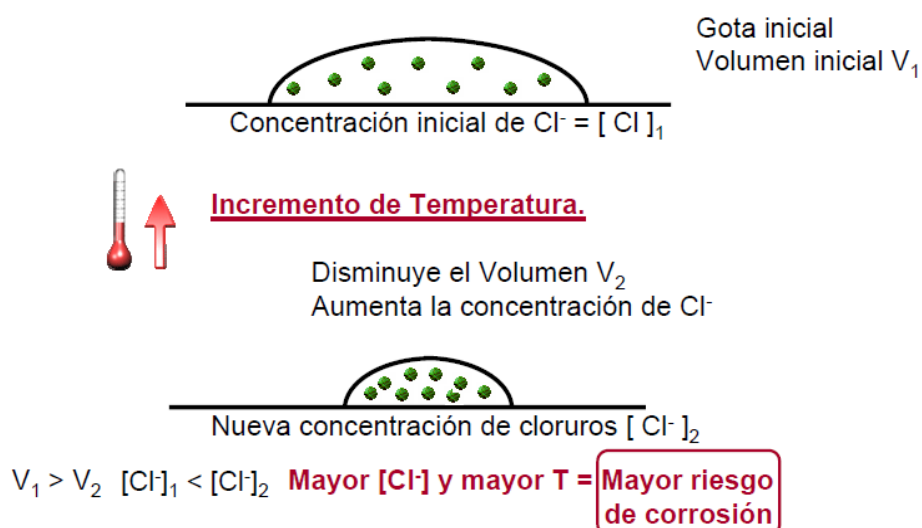 Gota inicial
Volumen inicial V₁
Concentración inicial de Cl⁻ = [ Cl ]₁
Incremento de Temperatura.
Disminuye el Volumen V₂
Aumenta la concentración de Cl⁻
Nueva concentración de cloruros [ Cl⁻ ]₂
V₁ > V₂ [Cl⁻]₁ < [Cl⁻]₂ Mayor [Cl⁻] y mayor T = Mayor riesgo
de corrosión